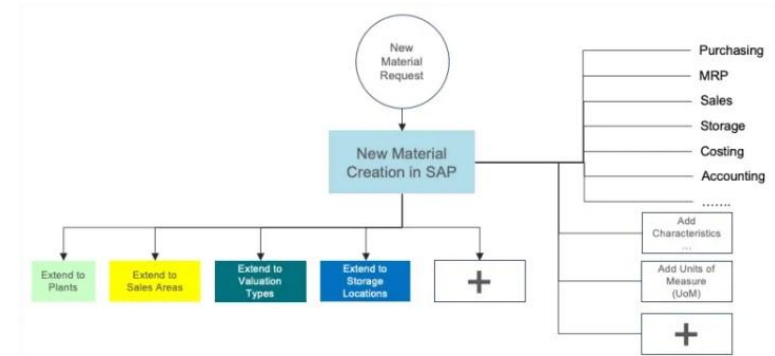 New
Material
Request
New Material
Creation in SAP
Purchasing
MRP
Sales
Storage
Costing
Accounting
.......
Add
Characteristics
...
Add Units of
Measure
(UoM)
+
Extend to
Plants
Extend to
Sales Areas
Extend to
Valuation
Types
Extend to
Storage
Locations
+